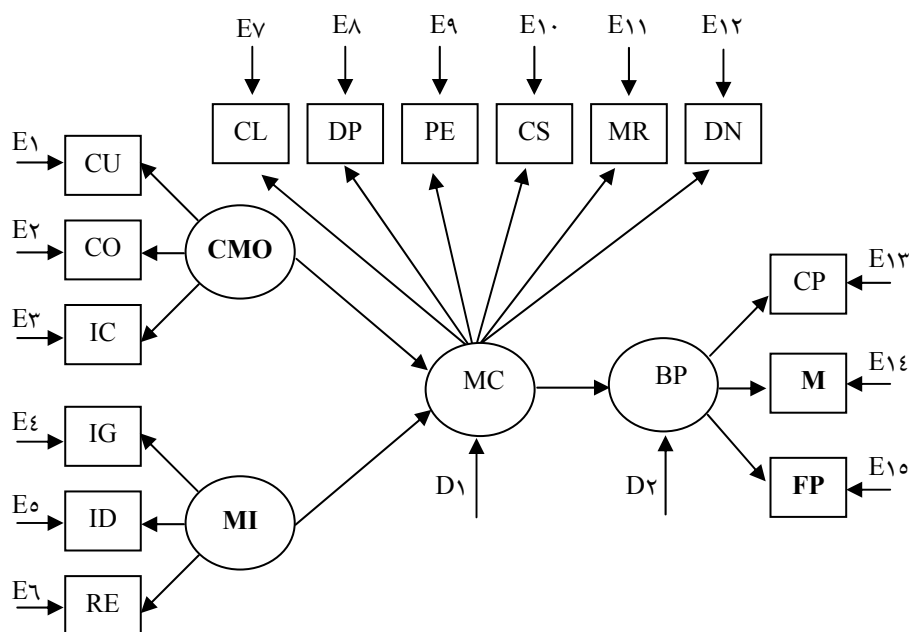 E٧ E٨ E٩ E١٠ E١١ E١٢
CL DP PE CS MR DN
E١ CU
E٢ CO
CMO
E٣ IC
CP E١٣
MC BP
M E١٤
E٤ IG
FP E١٥
D١ D٢
E٥ ID MI
E٦ RE